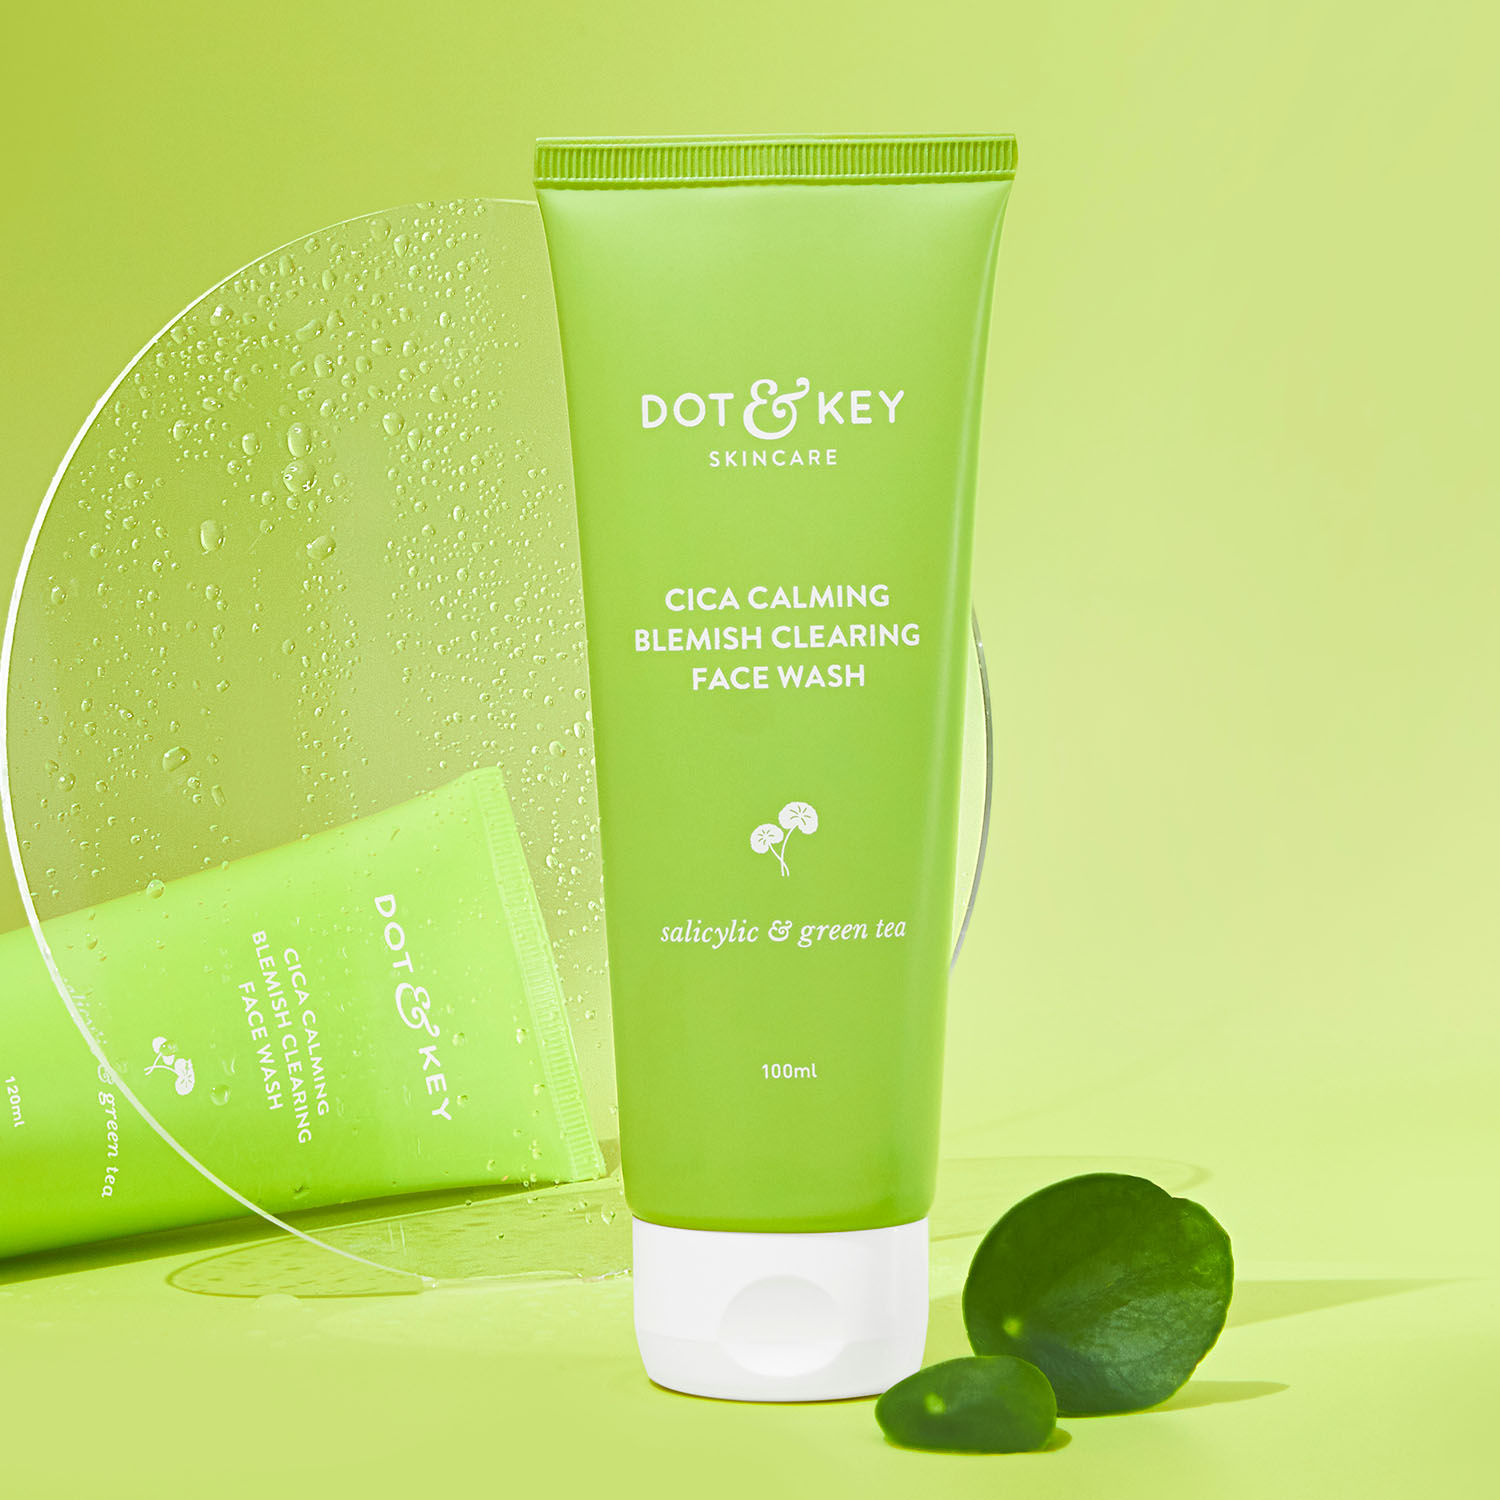 DOT & KEY
SKINCARE
CICA CALMING
BLEMISH CLEARING
FACE WASH
salicylic & green tea
100ml
DOT & KEY
CICA CALMING
BLEMISH CLEARING
FACE WASH
salicylic & green tea
120ml